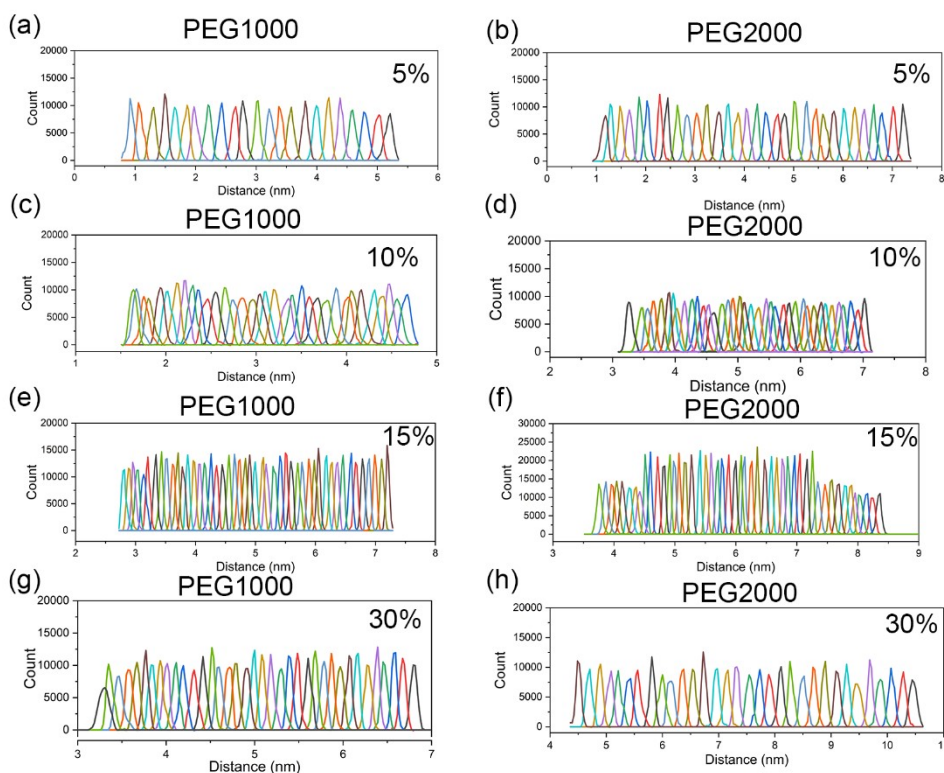 (a)
PEG1000
5%
20000
15000
10000
5000
0
Count
0 1 2 3 4 5 6
Distance (nm)
(b)
PEG2000
5%
20000
15000
10000
5000
0
Count
0 1 2 3 4 5 6 7 8
Distance (nm)
(c)
PEG1000
10%
20000
15000
10000
5000
0
Count
1 2 3 4 5
Distance (nm)
(d)
PEG2000
10%
20000
15000
10000
5000
0
Count
2 3 4 5 6 7 8
Distance (nm)
(e)
PEG1000
15%
20000
15000
10000
5000
0
Count
2 3 4 5 6 7 8
Distance (nm)
(f)
PEG2000
15%
30000
25000
20000
15000
10000
5000
0
Count
3 4 5 6 7 8 9
Distance (nm)
(g)
PEG1000
30%
20000
15000
10000
5000
0
Count
3 4 5 6 7
Distance (nm)
(h)
PEG2000
30%
20000
15000
10000
5000
0
Count
4 5 6 7 8 9 10
Distance (nm)